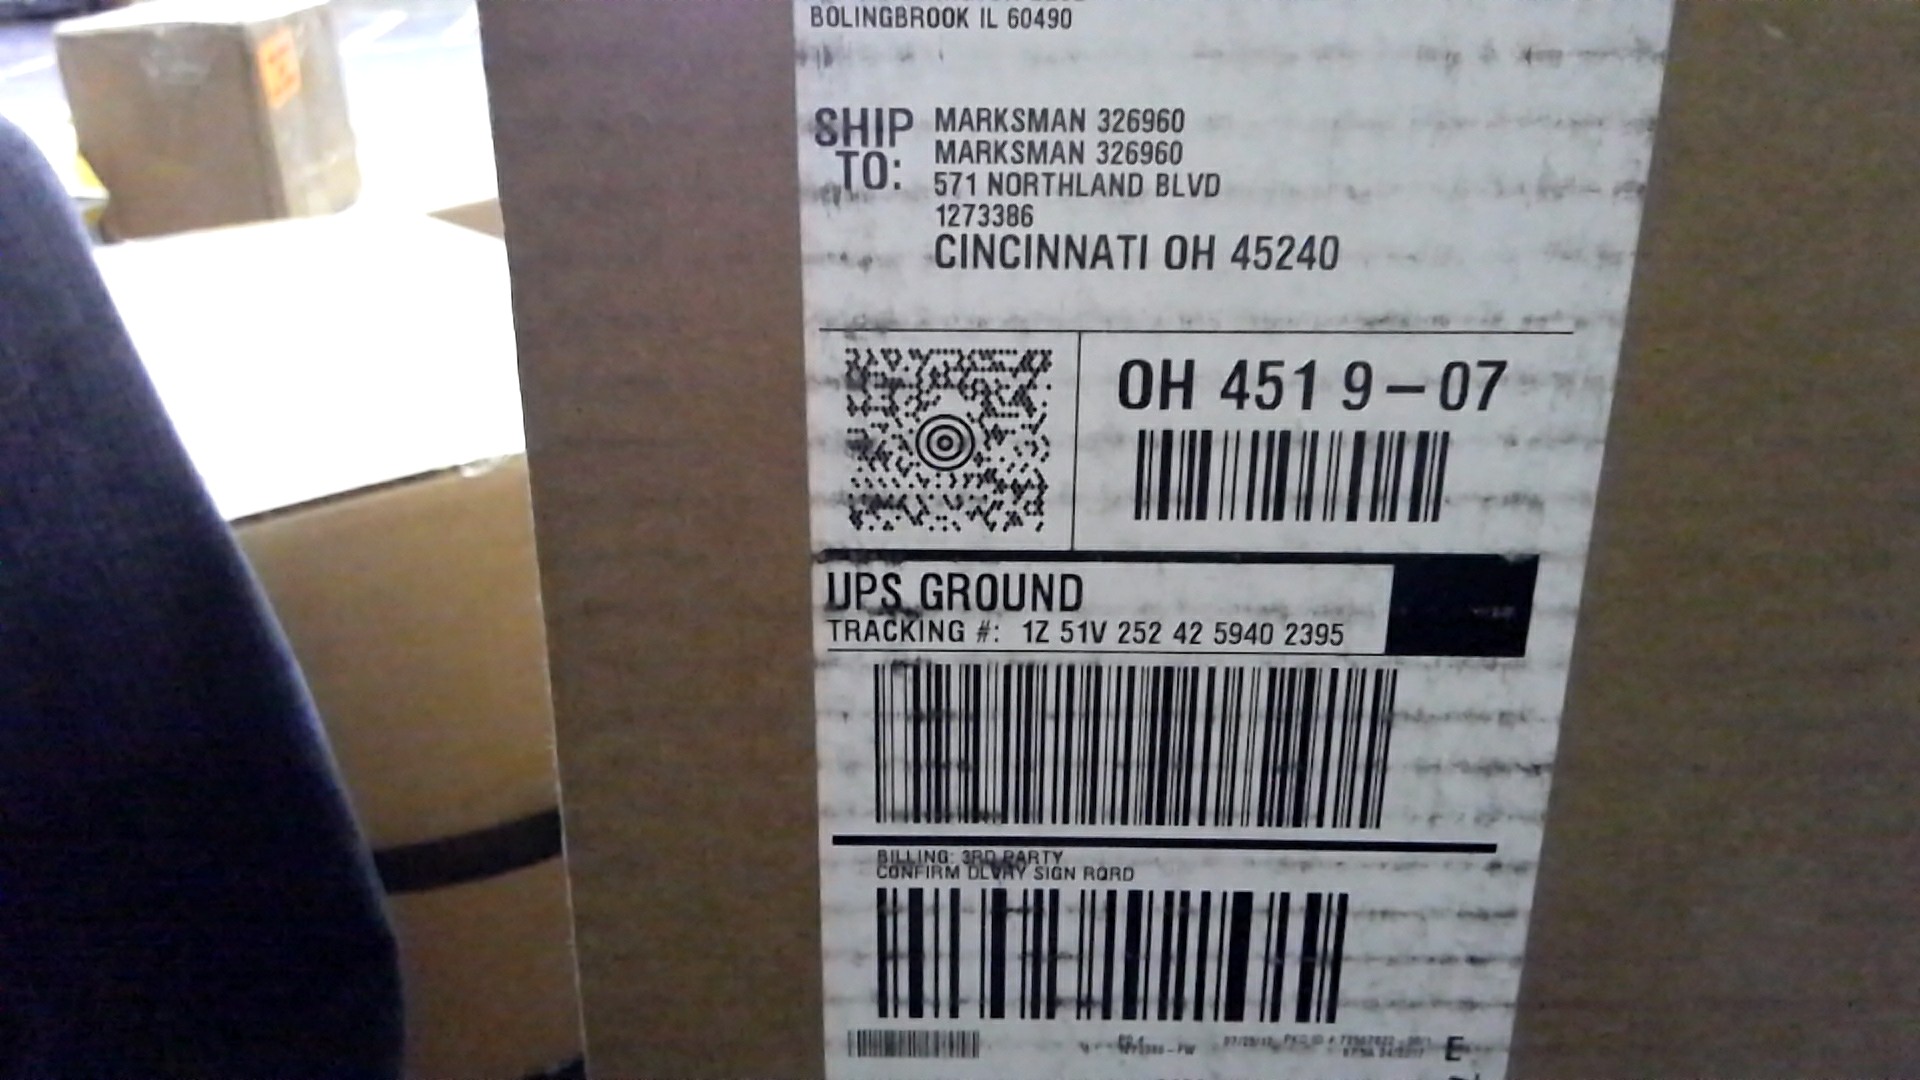 BOLINGBROOK IL 60490
SHIP TO:
MARKSMAN 326960
MARKSMAN 326960
571 NORTHLAND BLVD
1273386
CINCINNATI OH 45240
OH 451 9-07
UPS GROUND
TRACKING #: 1Z 51V 252 42 5940 2395
BILLING: 3RD PARTY
CONFIRM DLVRY SIGN RQRD
E